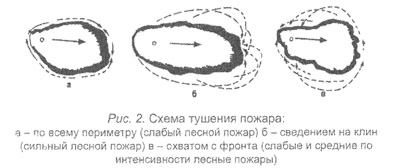 а
б
в
Рис. 2. Схема тушения пожара:
а – по всему периметру (слабый лесной пожар) б – сведением на клин
(сильный лесной пожар) в – охватом с фронта (слабые и средние по
интенсивности лесные пожары)